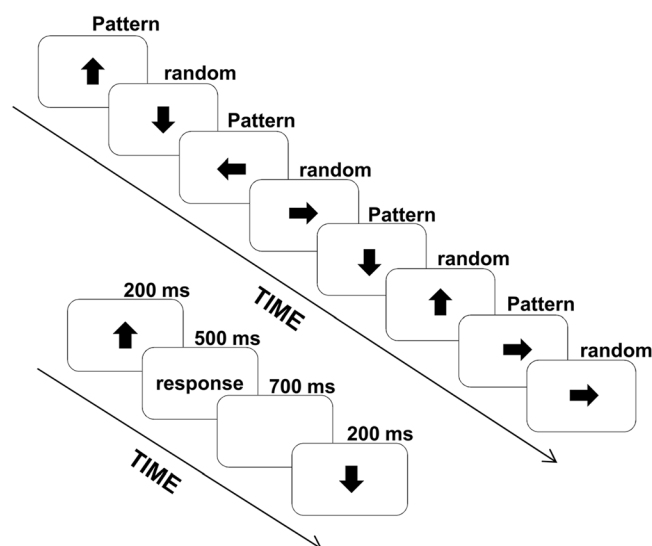 Pattern
random
Pattern
random
Pattern
random
Pattern
random
TIME
200 ms
500 ms
response
700 ms
200 ms
TIME